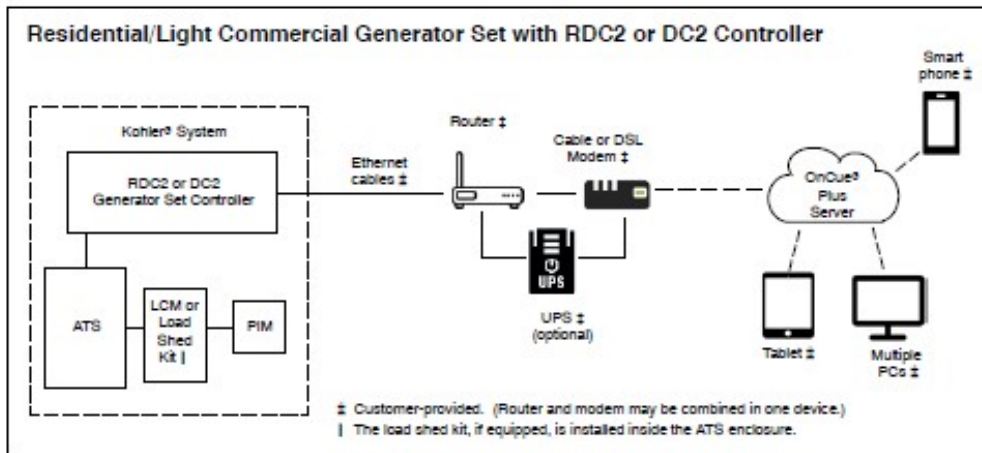 Residential/Light Commercial Generator Set with RDC2 or DC2 Controller
Smart
phone ‡
Kohler® System
Router ‡
Cable or DSL
Modem ‡
RDC2 or DC2
Generator Set Controller
Ethernet
cables ‡
OnCue®
Plus
Server
UPS
ATS
LCM or
Load
Shed
Kit |
PIM
UPS ‡
(optional)
Tablet ‡
Multiple
PCs ‡
‡ Customer-provided. (Router and modem may be combined in one device.)
| The load shed kit, if equipped, is installed inside the ATS enclosure.